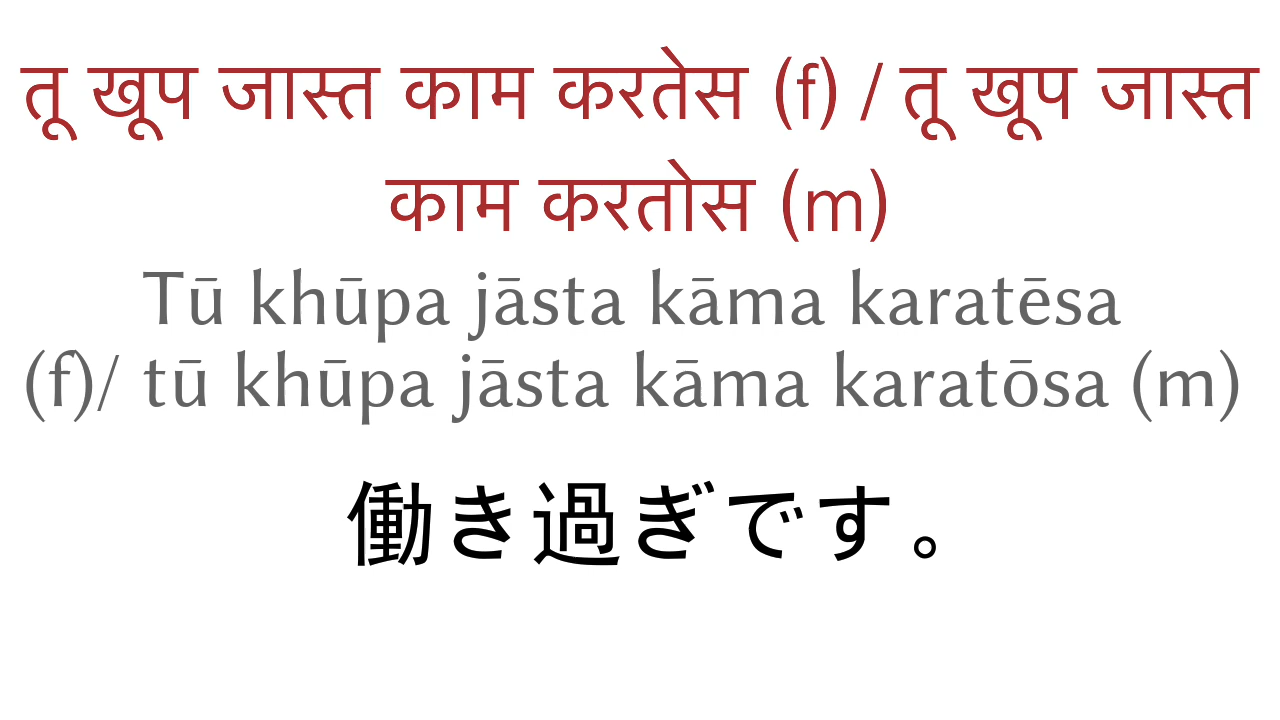 तू खूप जास्त काम करतेस (f) / तू खूप जास्त
काम करतोस (m)
Tū khūpa jāsta kāma karatēsa
(f)/ tū khūpa jāsta kāma karatōsa (m)
働き過ぎです。